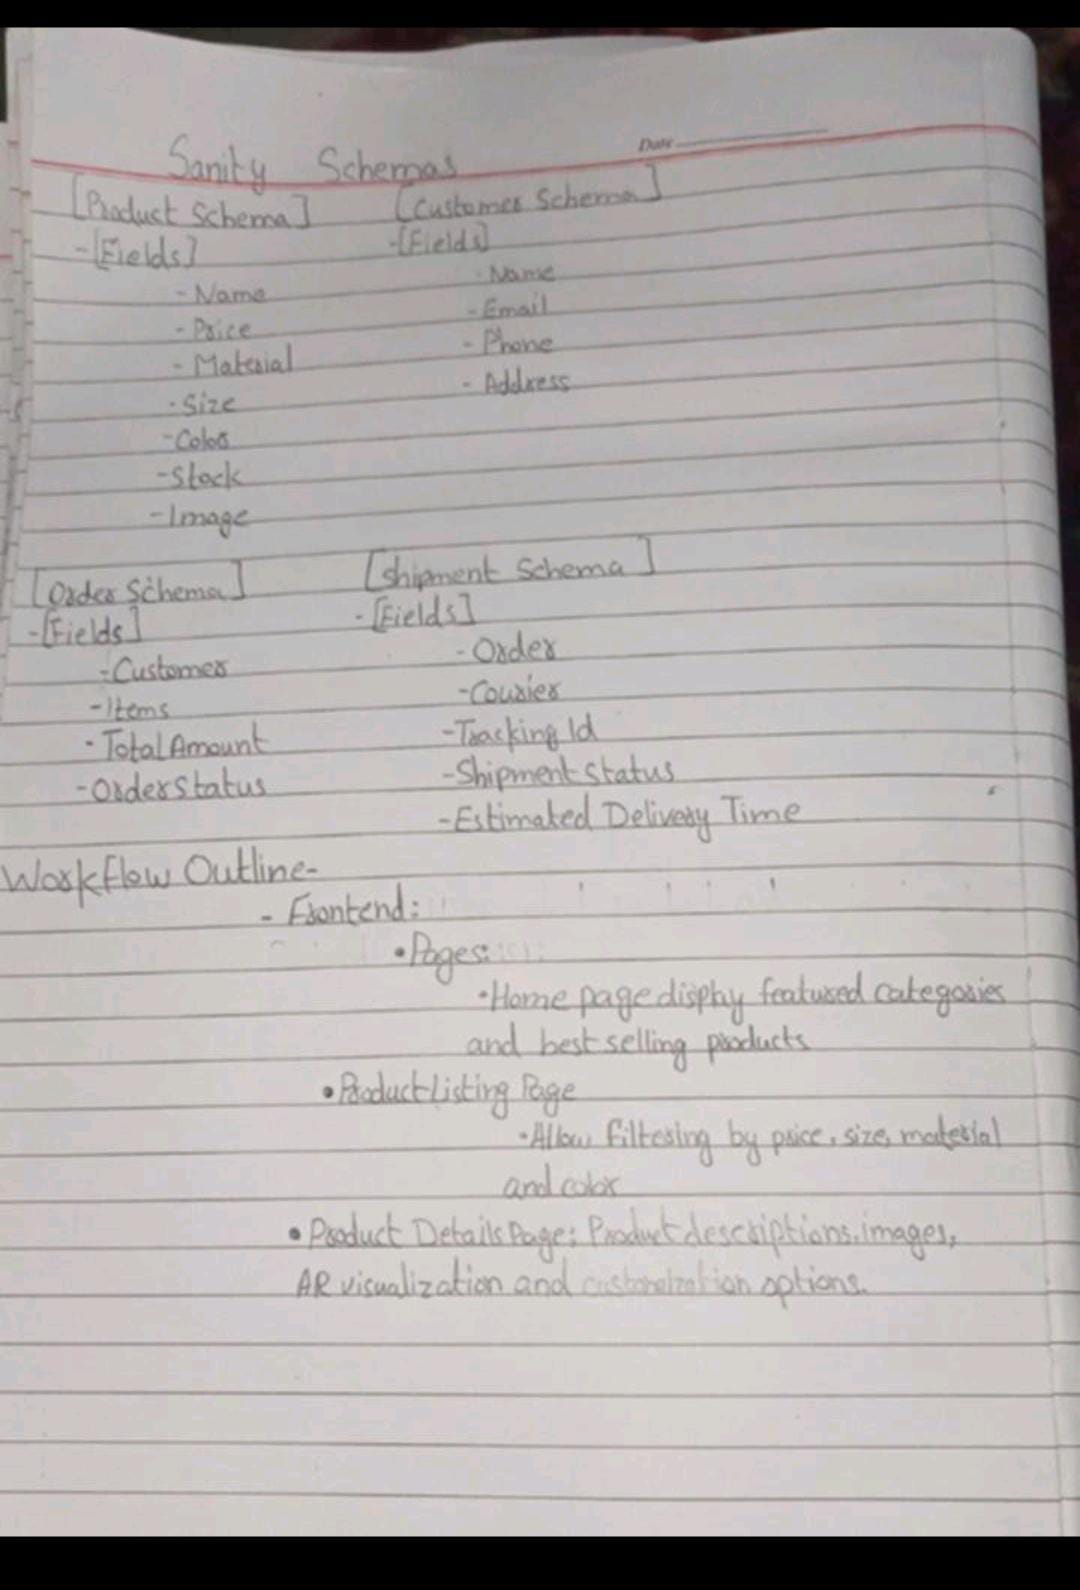 Date
Sanity Schemas
[Product Schema]
-[Fields]
- Name
- Price
- Material
- Size
- Color
- Stock
- Image
[Customer Schema]
-[Fields]
- Name
- Email
- Phone
- Address
[Order Schema]
-[Fields]
- Customer
- Items
- Total Amount
- Order Status
[Shipment Schema]
- [Fields]
- Order
- Courier
- Tracking Id
- Shipment Status
- Estimated Delivery Time
Workflow Outline-
- Frontend:
• Pages:
• Home page display featured categories
and best selling products
• Product Listing Page
• Allow filtering by price, size, material
and color
• Product Details Page: Product descriptions, images,
AR visualization and customization options.